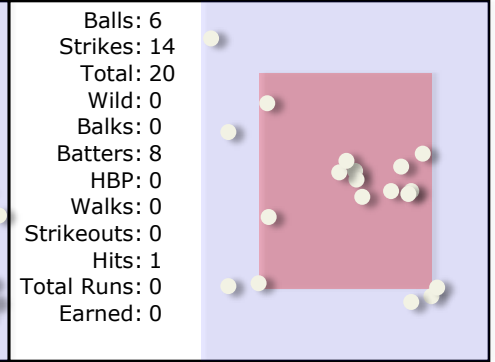 Balls: 6
Strikes: 14
Total: 20
Wild: 0
Balks: 0
Batters: 8
HBP: 0
Walks: 0
Strikeouts: 0
Hits: 1
Total Runs: 0
Earned: 0